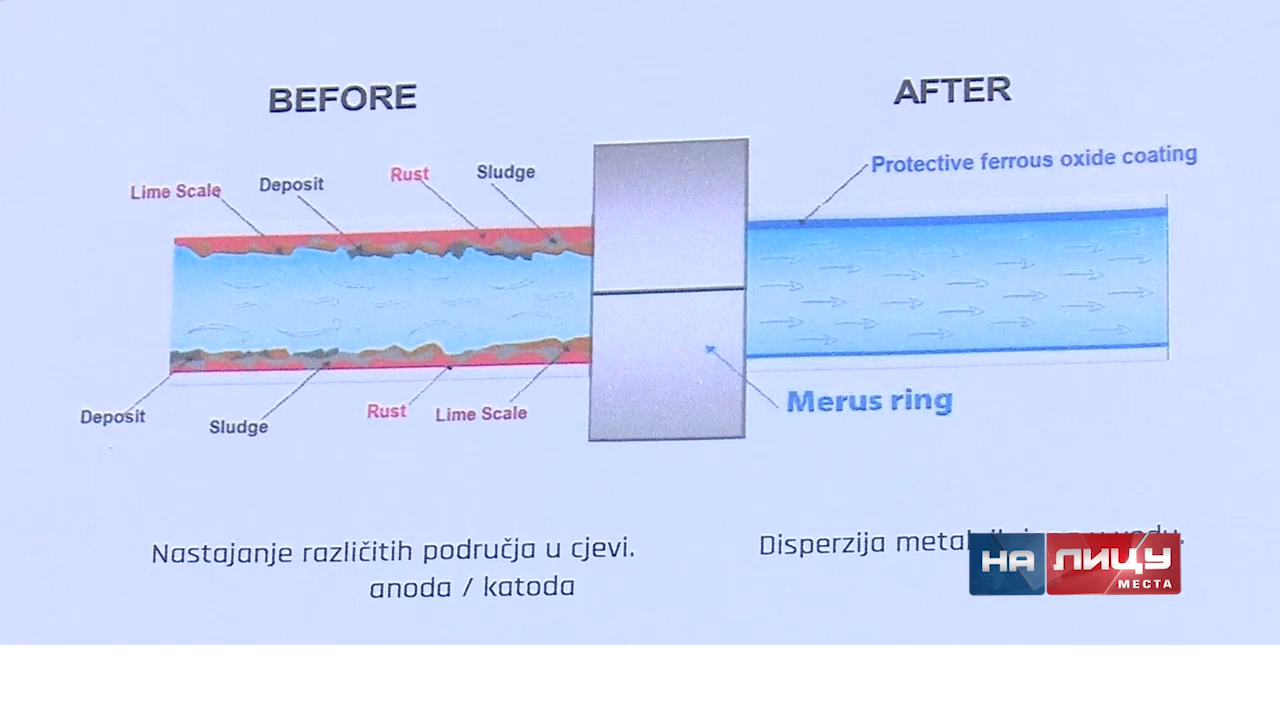 BEFORE
AFTER
Protective ferrous oxide coating
Lime Scale
Deposit
Rust
Sludge
Merus ring
Deposit
Sludge
Rust
Lime Scale
Nastajanje različitih područja u cjevi.
anoda / katoda
Disperzija
НА ЛИЦУ
МЕСТА